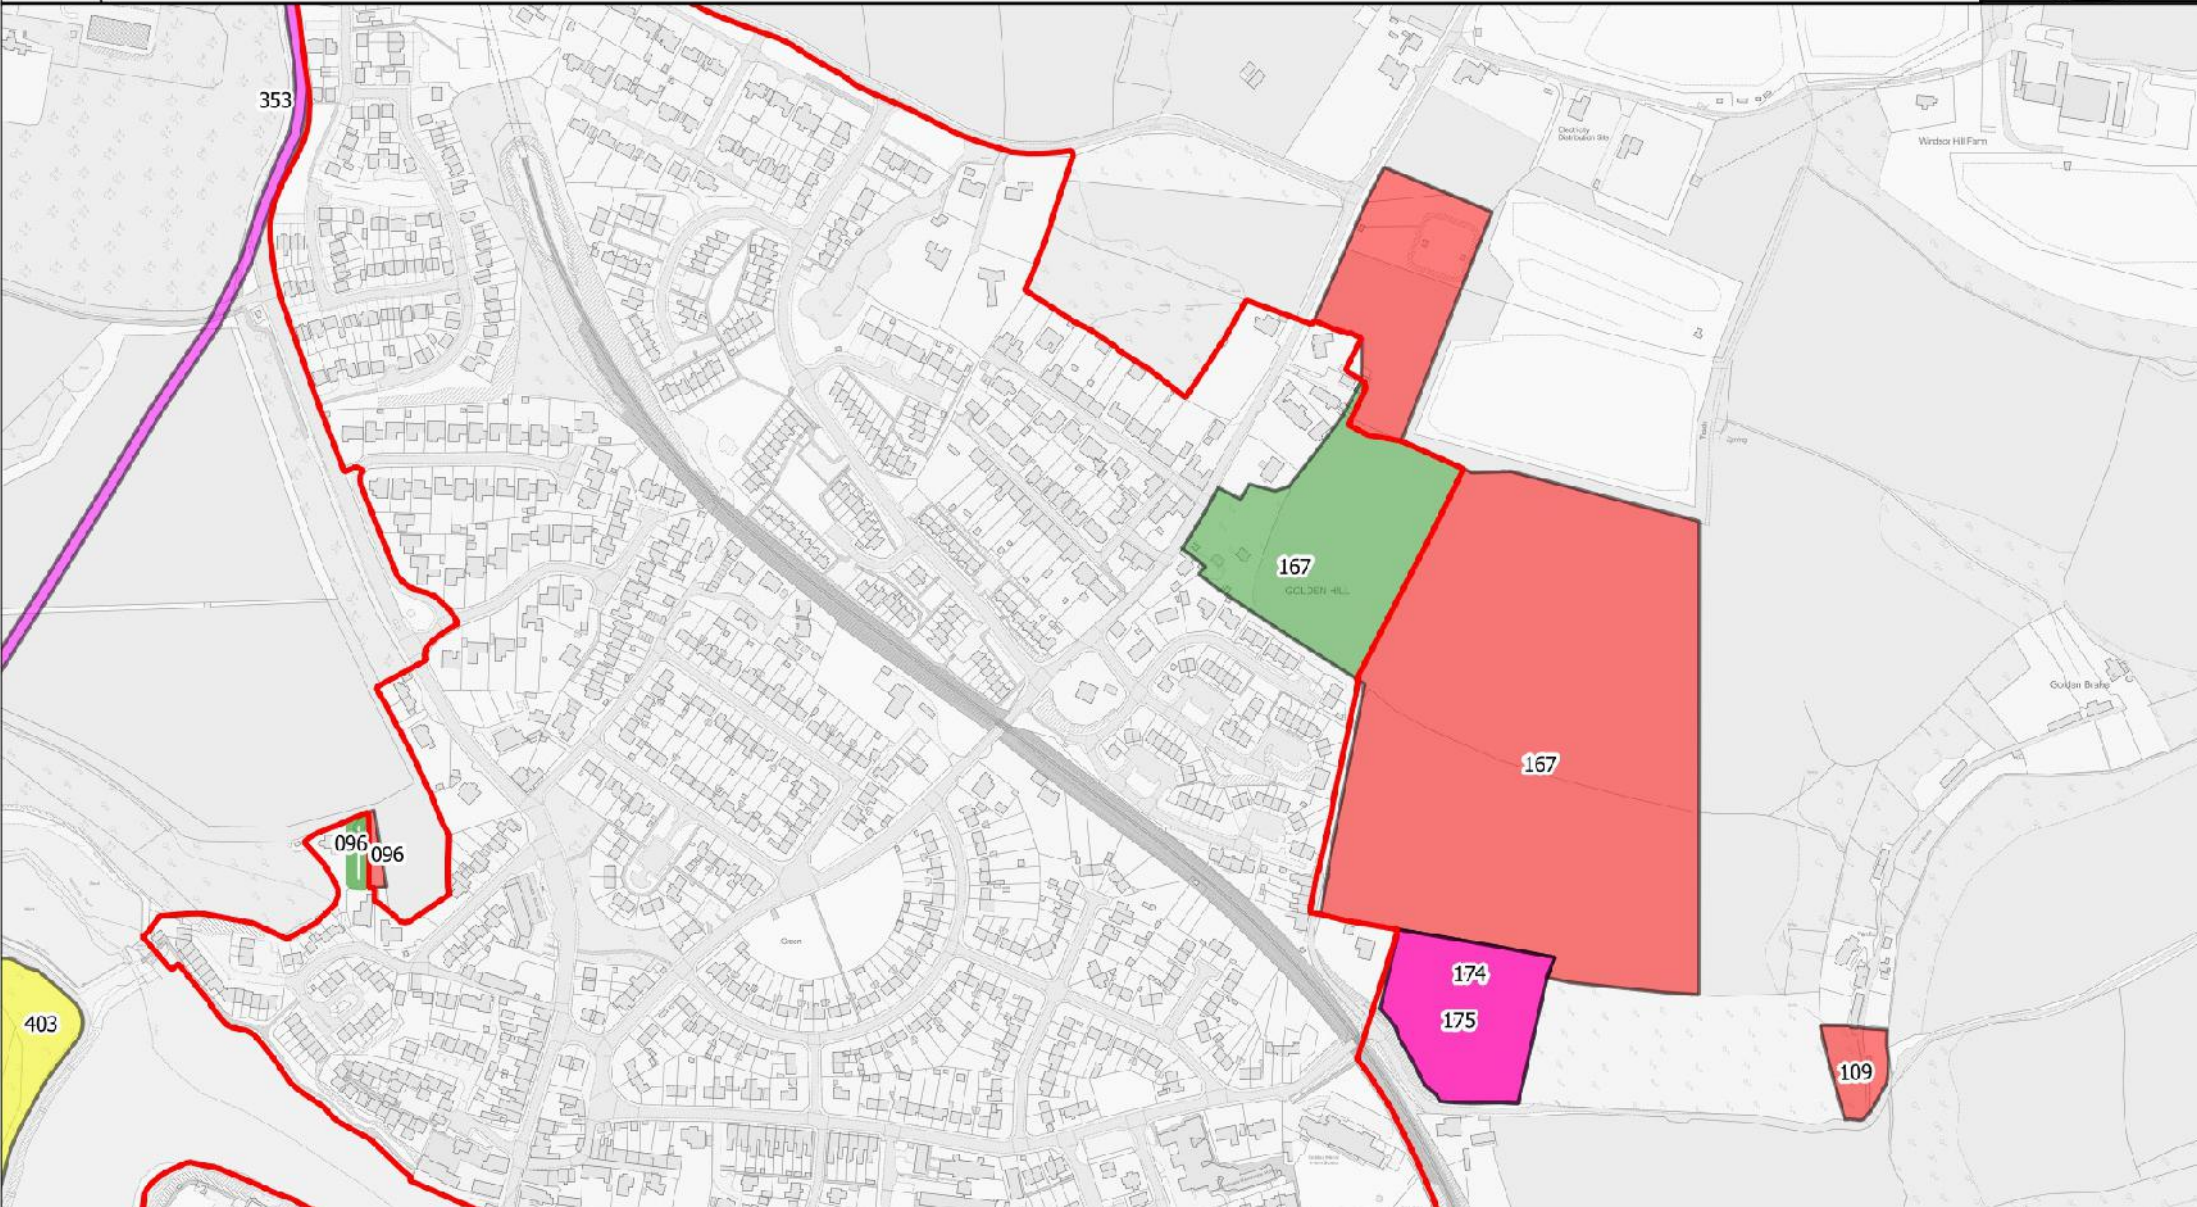 353
Electricity
Distribution Site
Windsor Hill Farm
Track
Spring
167
GOLDEN HILL
Golden Brake
167
096
096
Green
174
175
403
109